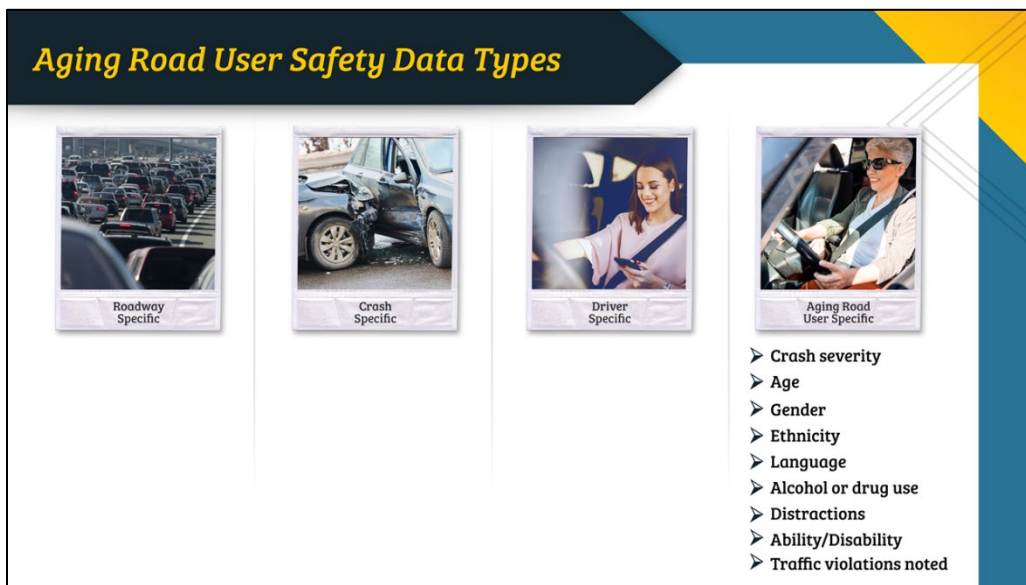 Aging Road User Safety Data Types
Roadway
Specific
Crash
Specific
Driver
Specific
Aging Road
User Specific
Crash severity
Age
Gender
Ethnicity
Language
Alcohol or drug use
Distractions
Ability/Disability
Traffic violations noted